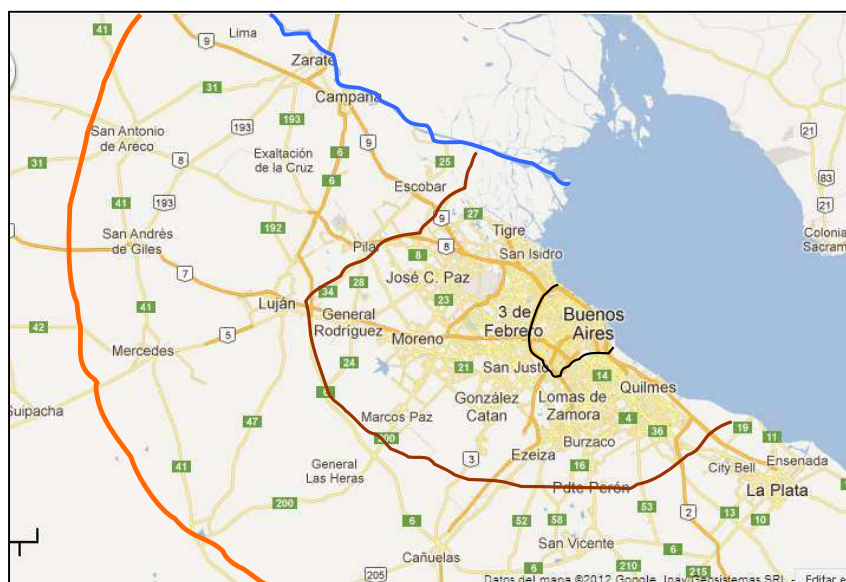 41
Lima
9
Zarate
31
193
Campana
San Antonio
de Areco
193
9
8
Exaltación
de la Cruz
6
25
31
6
Escobar
21
83
21
193
41
27
9
Tigre
Colonia
Sacram
San Andrés
de Giles
192
Pilar
8
8
San Isidro
7
28
José C. Paz
34
23
Luján
General
Rodríguez
3 de
Febrero
Buenos
Aires
42
5
Moreno
Mercedes
24
21
San Justo
14
Quilmes
6
González
Catan
Lomas de
Zamora
Suipacha
47
Marcos Paz
4
200
36
19
11
Burzaco
41
General
Las Heras
3
Ezeiza
16
City Bell
Ensenada
Pdte Perón
La Plata
200
53
2
13
10
6
52
58
San Vicente
Cañuelas
6
205
210
215
Datos del mapa ©2012 Google, Inav/Geosistemas SRL - Editar e